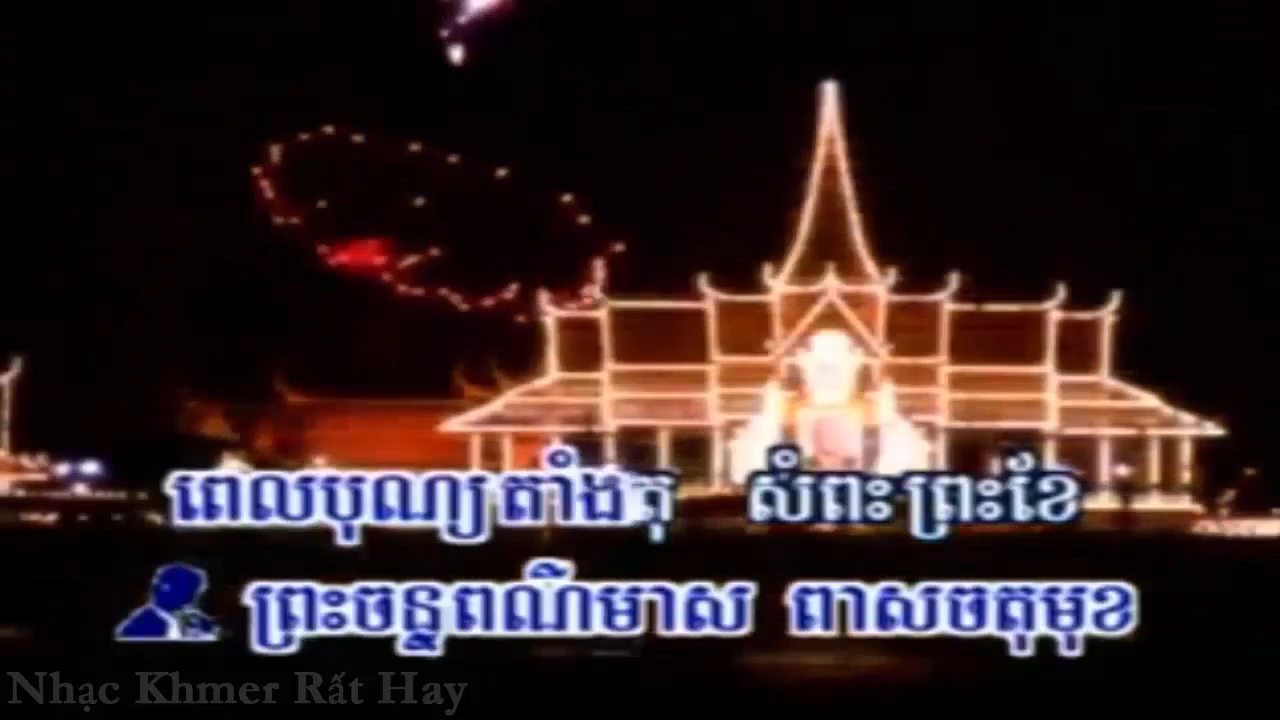 ពេលបុណ្យតាំងតុ សំពះព្រះខែ
ព្រះចន្ទពណ៌មាស ពាសចតុមុខ
Nhạc Khmer Rất Hay